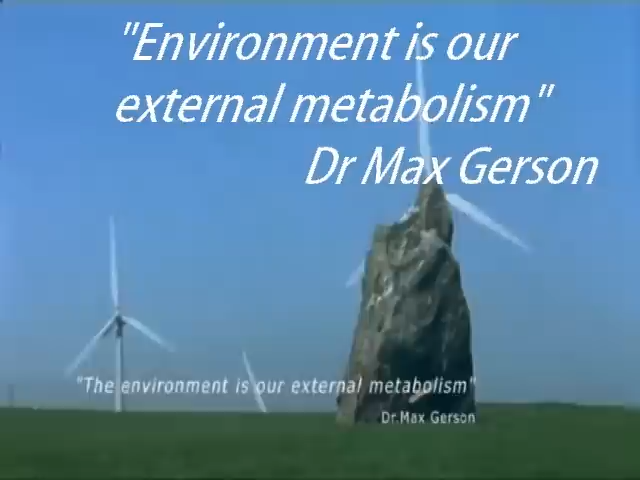 "Environment is our
external metabolism"
Dr Max Gerson
"The environment is our external metabolism"
Dr.Max Gerson